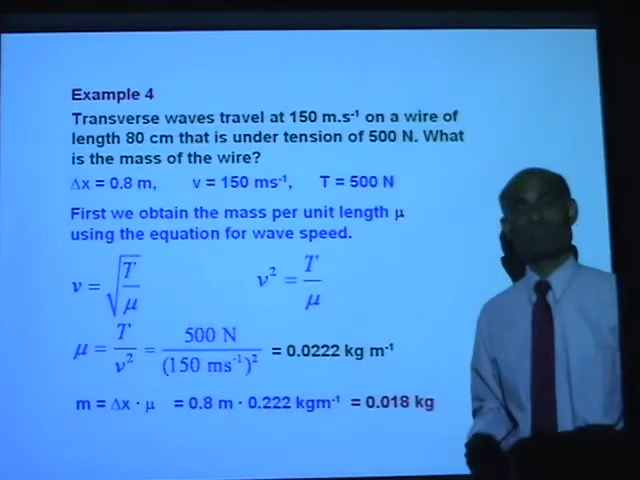 Example 4
Transverse waves travel at 150 m.s⁻¹ on a wire of
length 80 cm that is under tension of 500 N. What
is the mass of the wire?
Δx = 0.8 m, v = 150 ms⁻¹, T = 500 N
First we obtain the mass per unit length μ
using the equation for wave speed.
v = √(T/μ) v² = T/μ
μ = T/v² = 500 N/(150 ms⁻¹)² = 0.0222 kg m⁻¹
m = Δx · μ = 0.8 m · 0.222 kgm⁻¹ = 0.018 kg